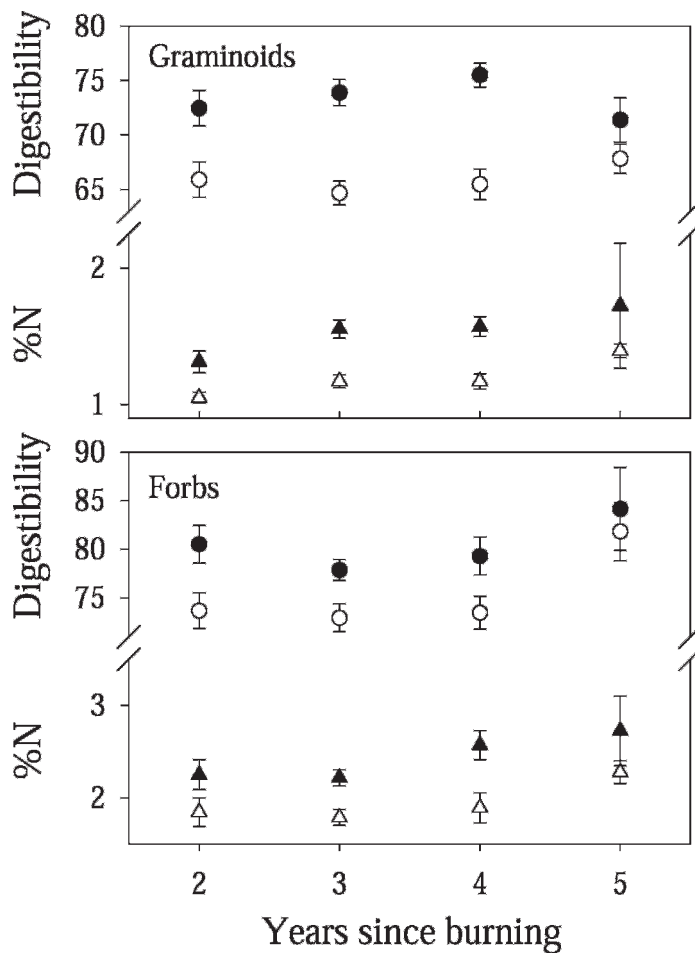 80
Graminoids
75
70
65
Digestibility
2
1
%N
90
Forbs
85
80
75
Digestibility
3
2
%N
2 3 4 5
Years since burning